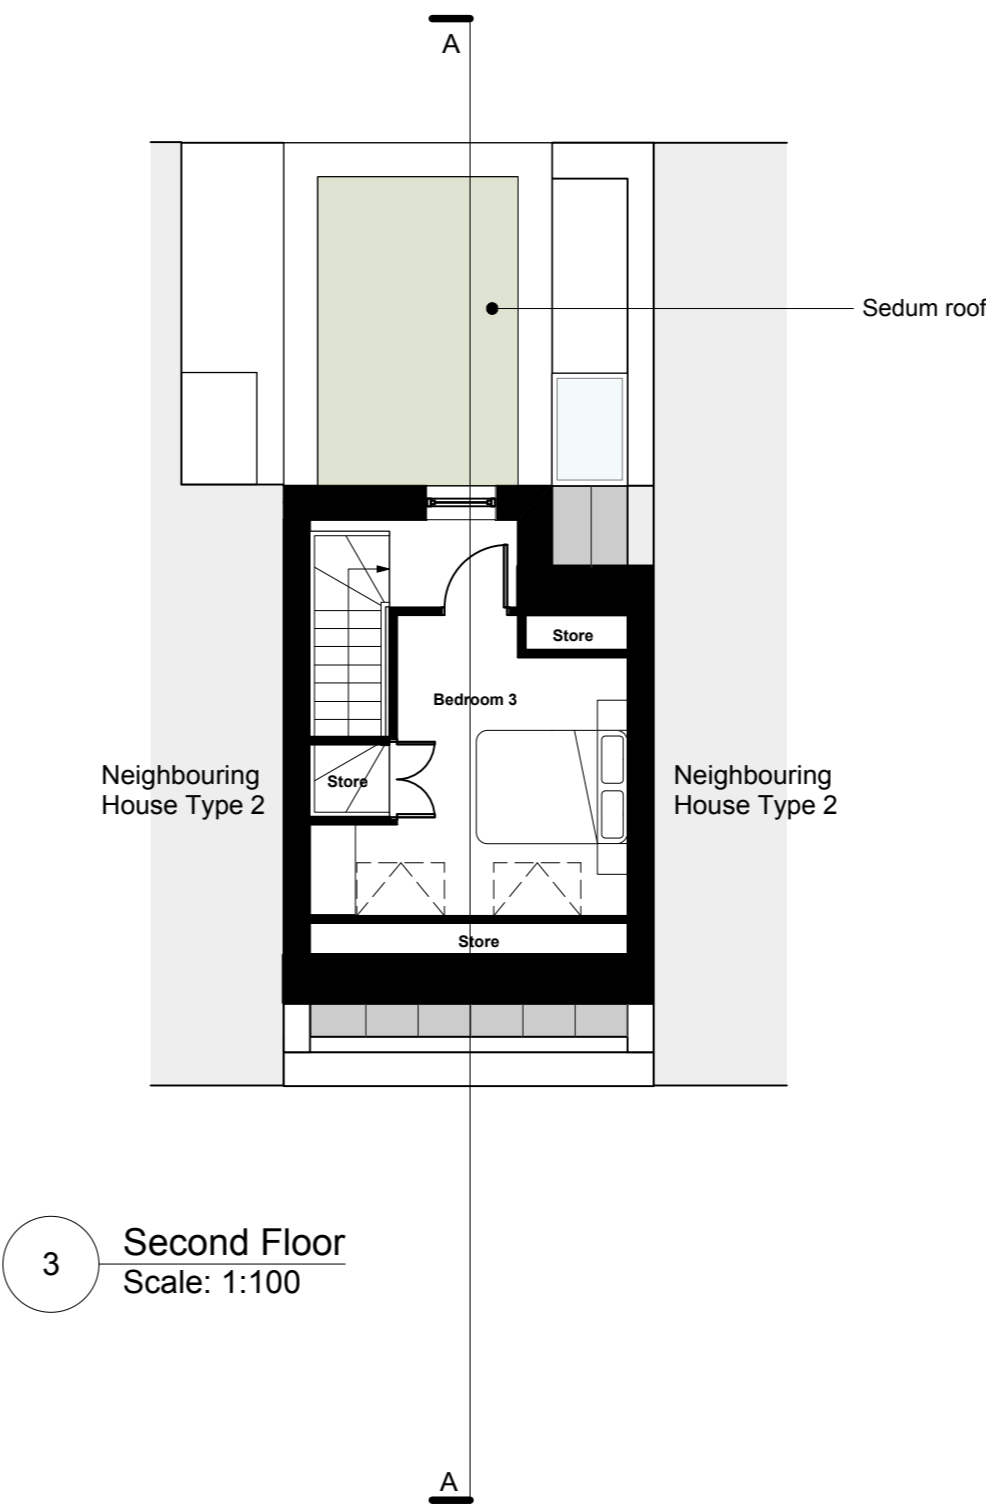 A
Sedum roof
Store
Bedroom 3
Store
Neighbouring
House Type 2
Neighbouring
House Type 2
Store
3
Second Floor
Scale: 1:100
A